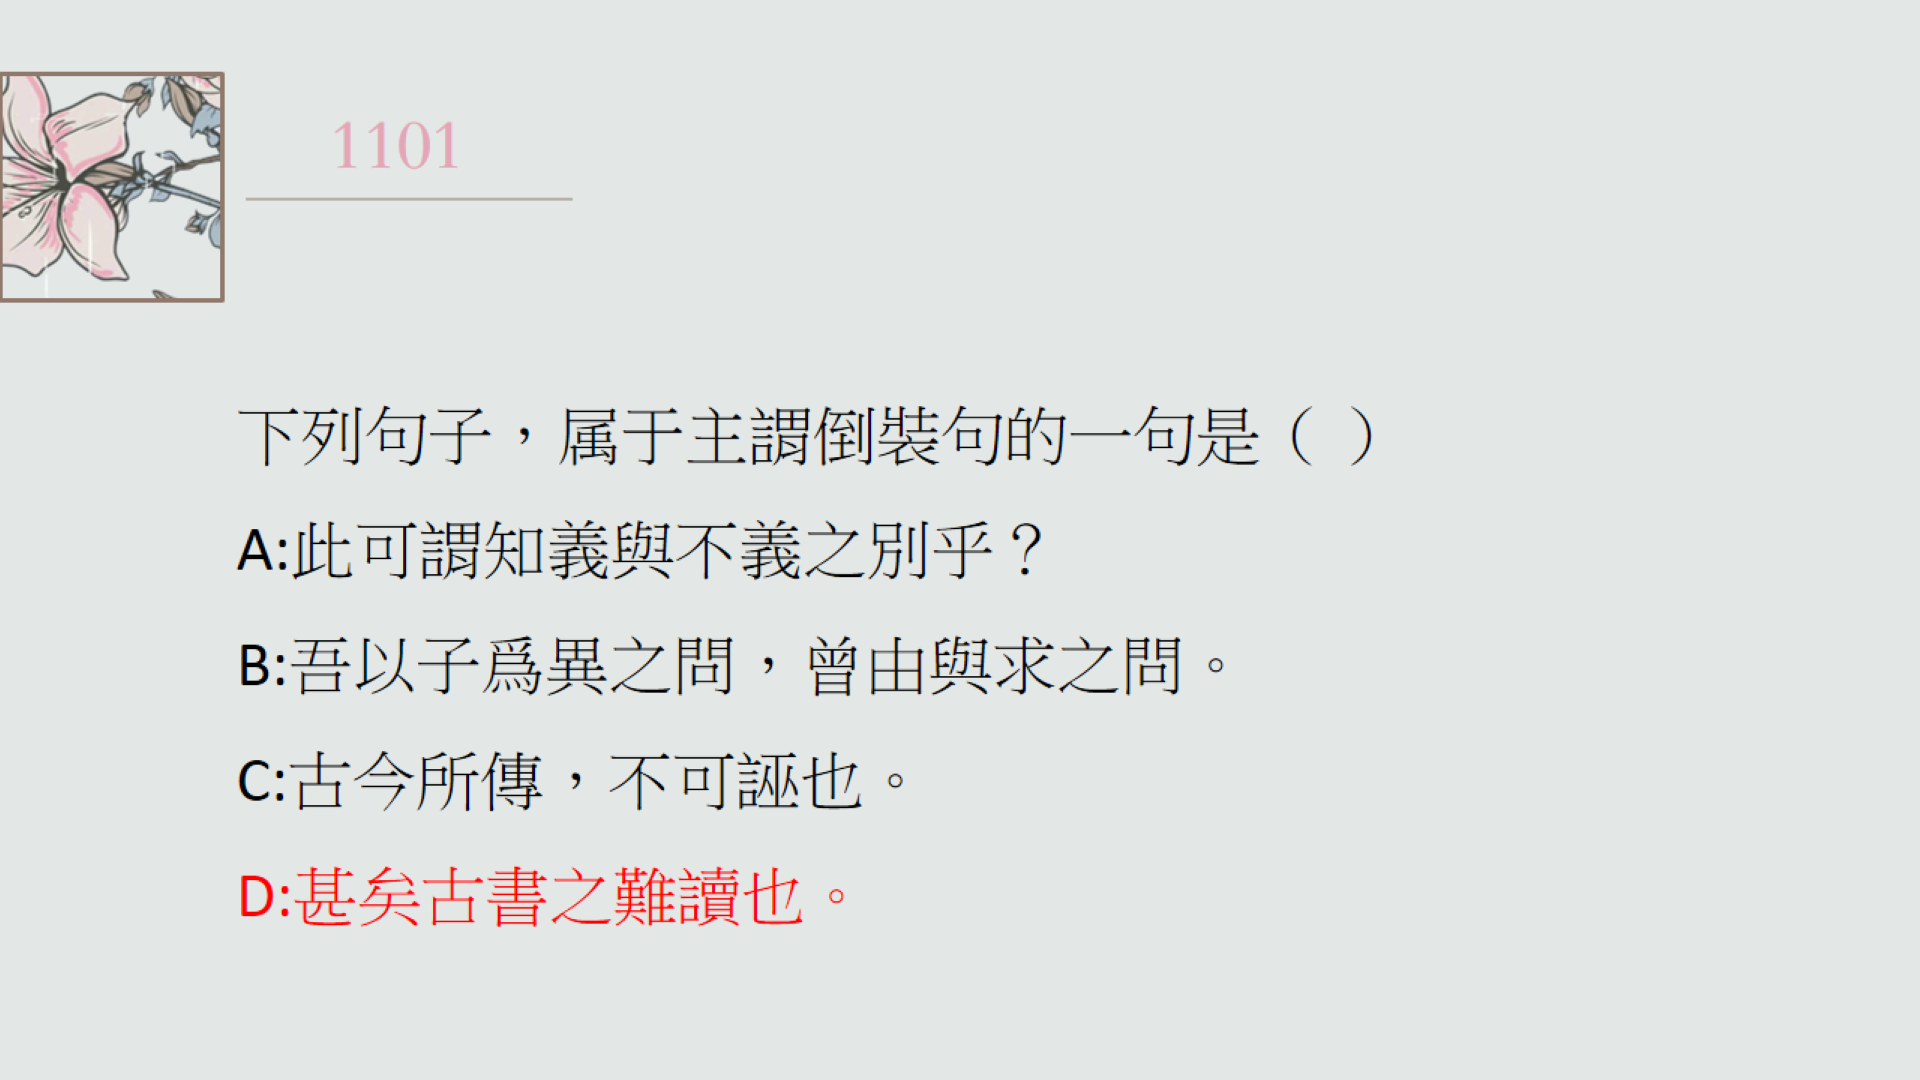 1101
下列句子，属于主謂倒裝句的一句是（ ）
A:此可謂知義與不義之別乎？
B:吾以子爲異之問，曾由與求之問。
C:古今所傳，不可誣也。
D:甚矣古書之難讀也。